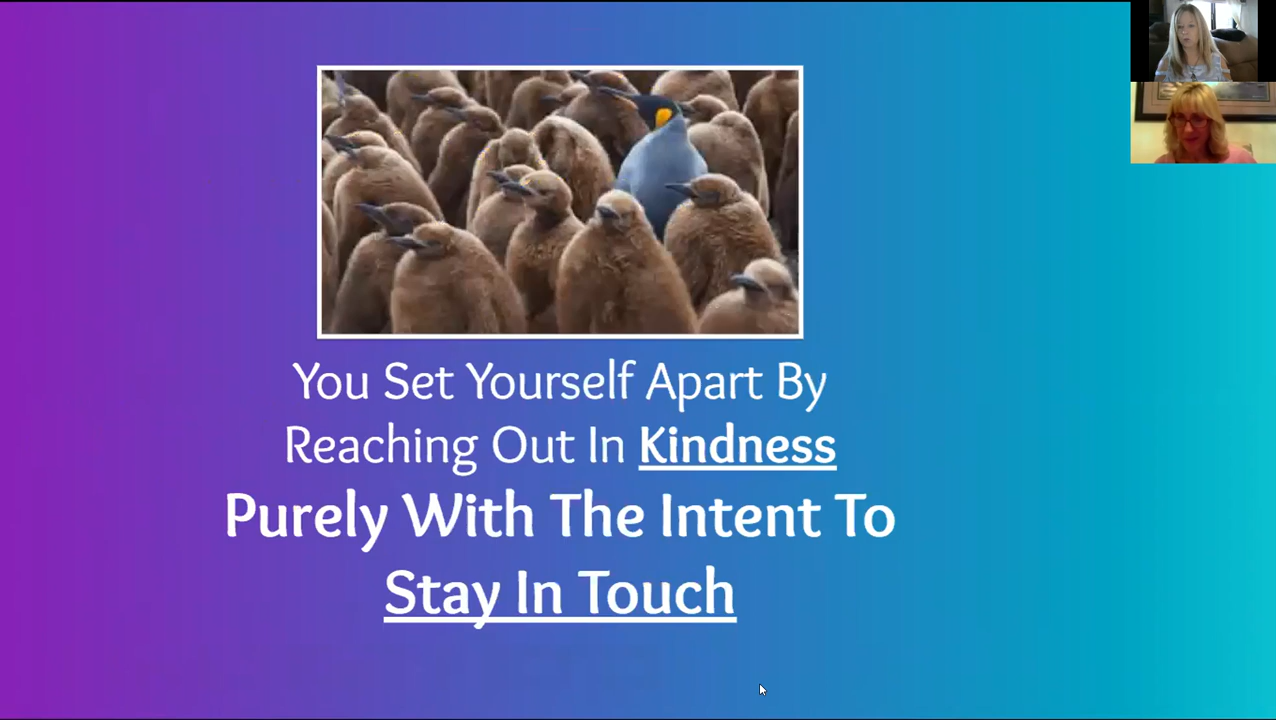 You Set Yourself Apart By
Reaching Out In Kindness
Purely With The Intent To
Stay In Touch